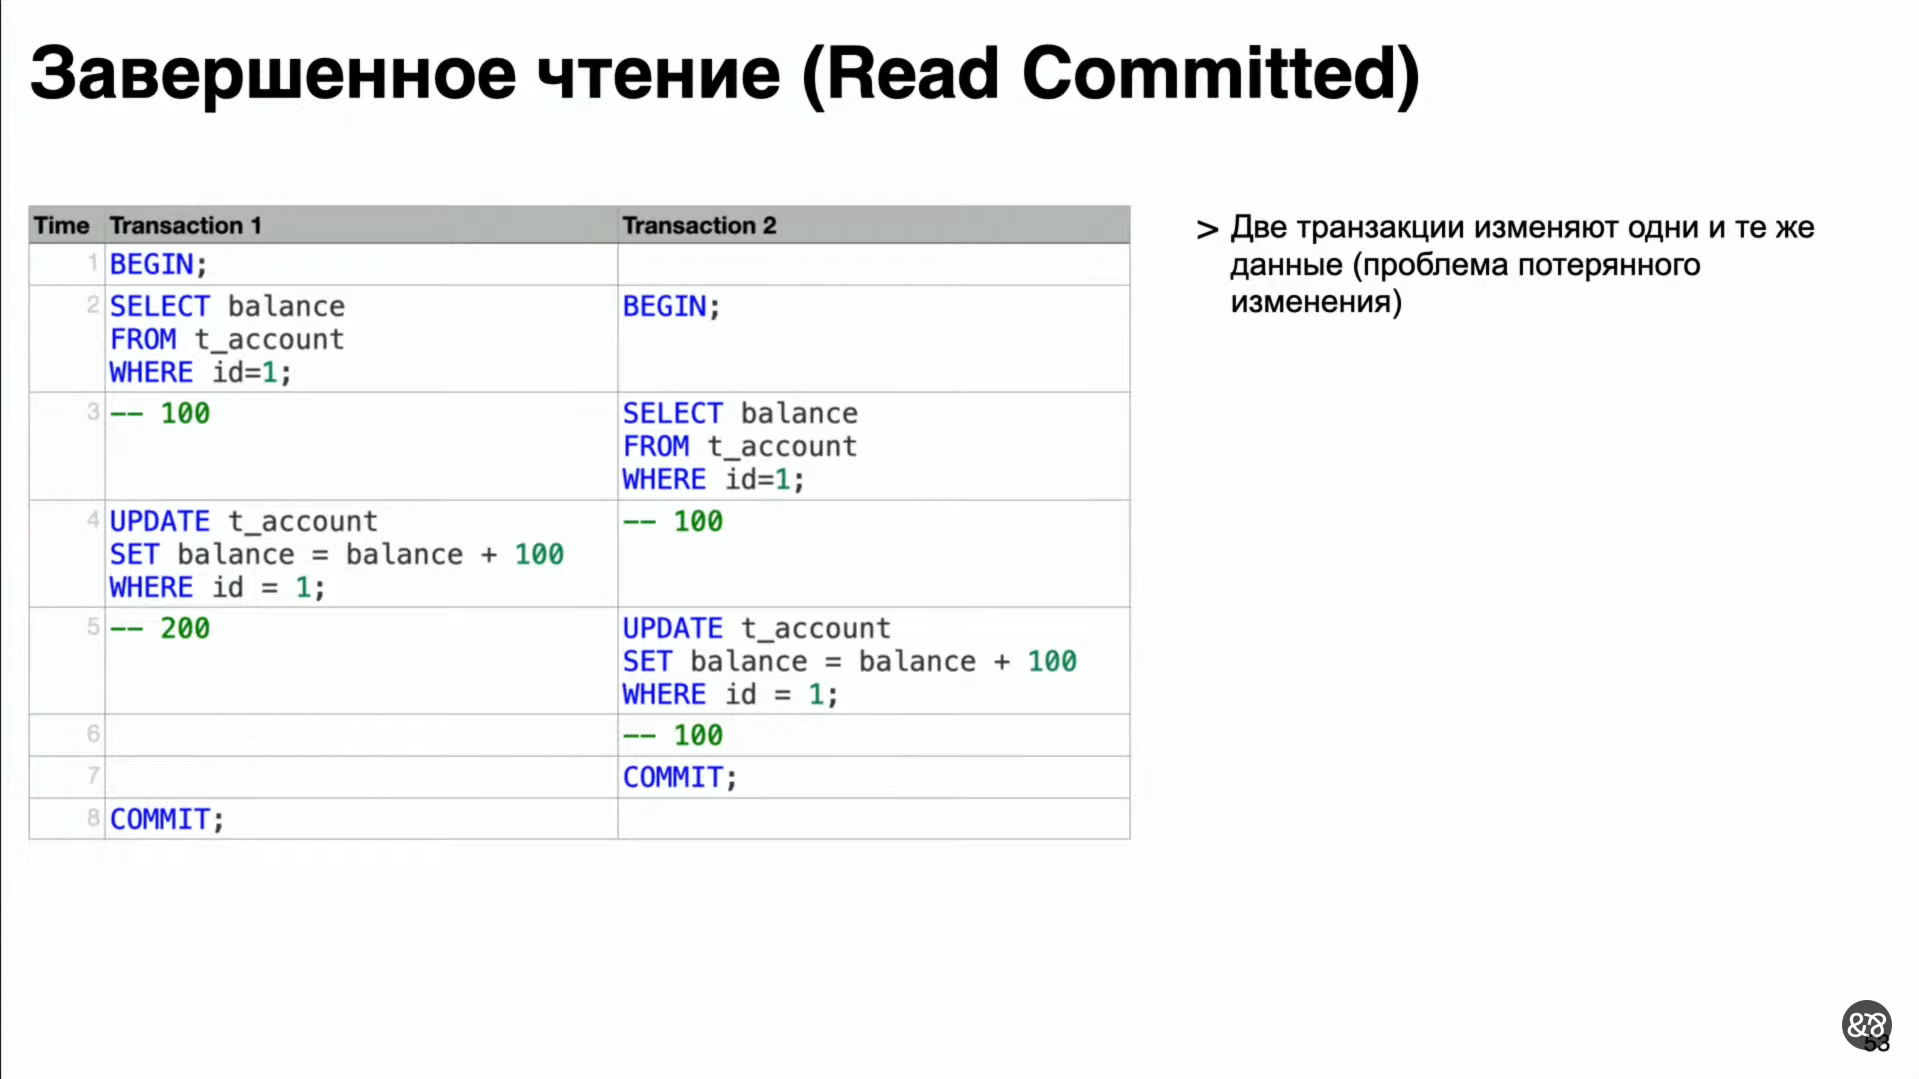 Завершенное чтение (Read Committed)
Time Transaction 1 Transaction 2
1 BEGIN;
2 SELECT balance
FROM t_account
WHERE id=1;
BEGIN;
3 -- 100
SELECT balance
FROM t_account
WHERE id=1;
4 UPDATE t_account
SET balance = balance + 100
WHERE id = 1;
-- 100
5 -- 200
UPDATE t_account
SET balance = balance + 100
WHERE id = 1;
6 -- 100
7 COMMIT;
8 COMMIT;
> Две транзакции изменяют одни и те же
данные (проблема потерянного
изменения)
53